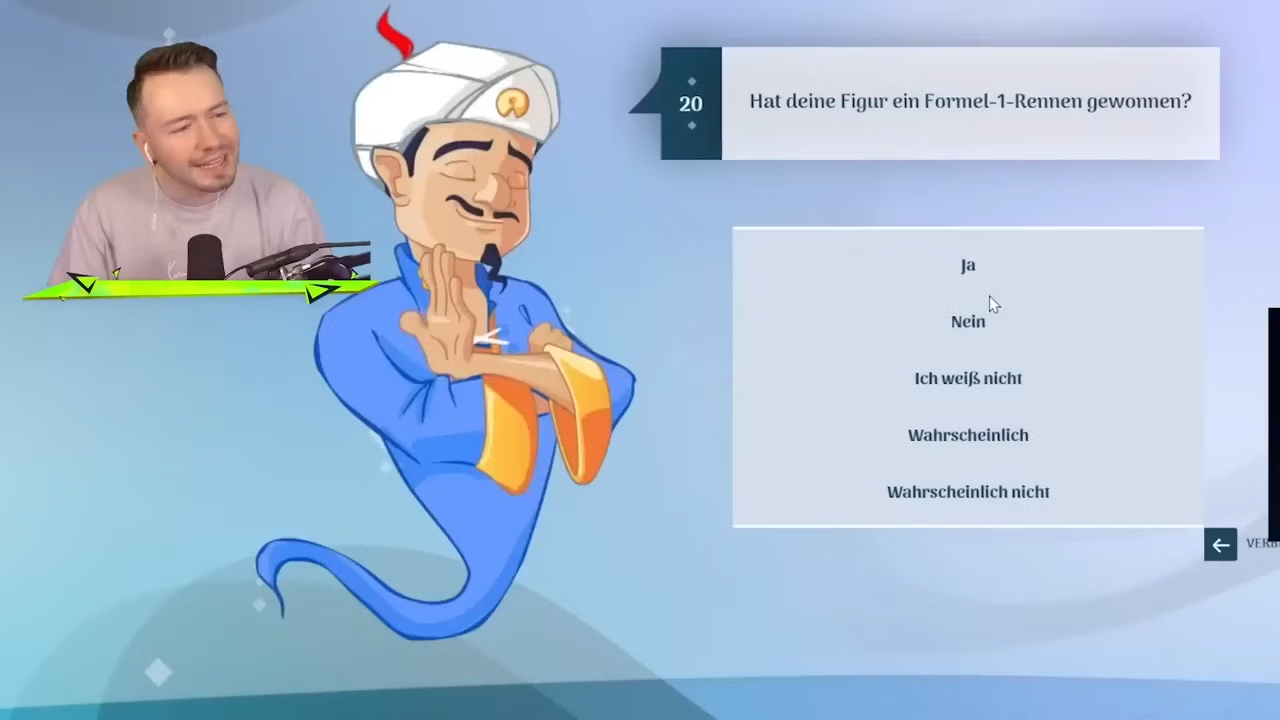 20
Hat deine Figur ein Formel-1-Rennen gewonnen?
Ja
Nein
Ich weiß nicht
Wahrscheinlich
Wahrscheinlich nicht